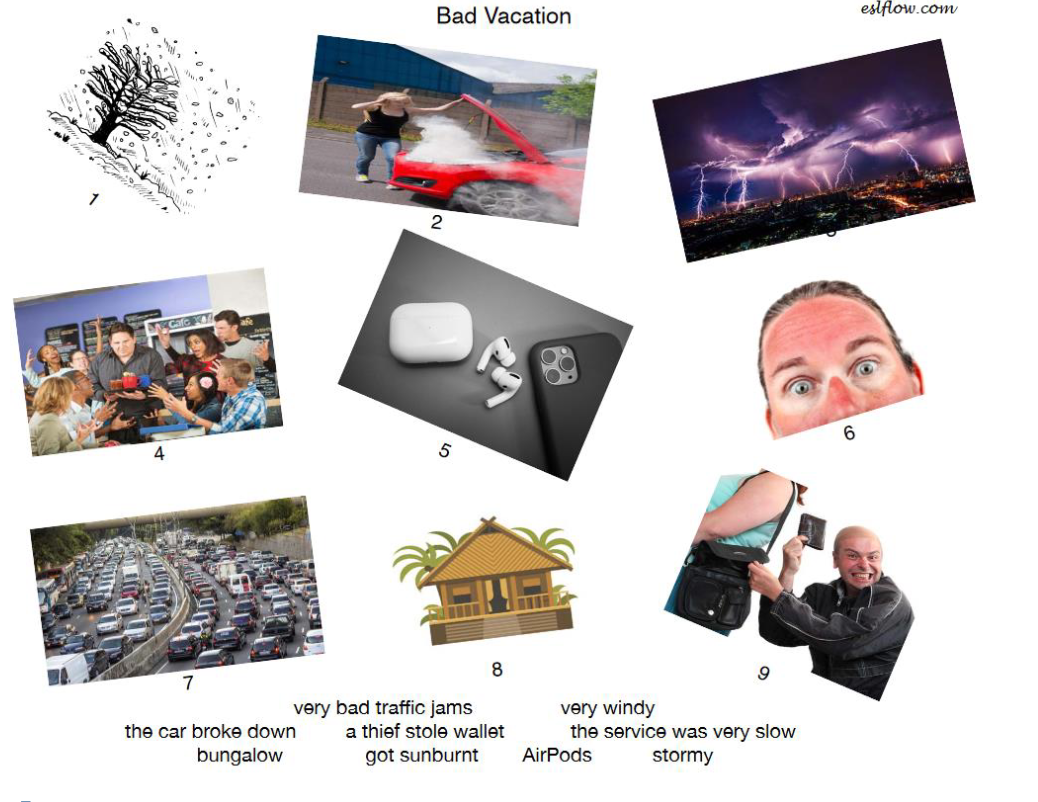 Bad Vacation
eslflow.com
1
2
3
4
5
6
7
8
9
very bad traffic jams very windy
the car broke down a thief stole wallet the service was very slow
bungalow got sunburnt AirPods stormy